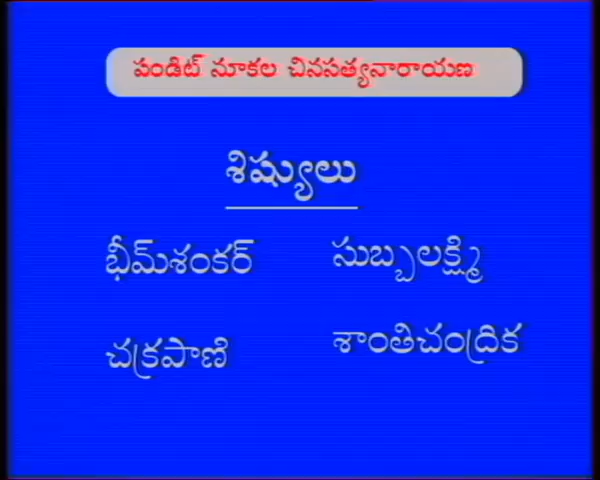 పండిట్ నూకల చినసత్యనారాయణ
శిష్యులు
భీమ్‌శంకర్ సుబ్బలక్ష్మి
చక్రపాణి శాంతిచంద్రిక